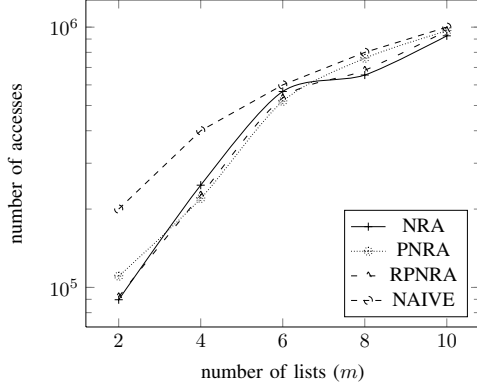 10^6
number of accesses
10^5
NRA
PNRA
RPNRA
NAIVE
2 4 6 8 10
number of lists (m)